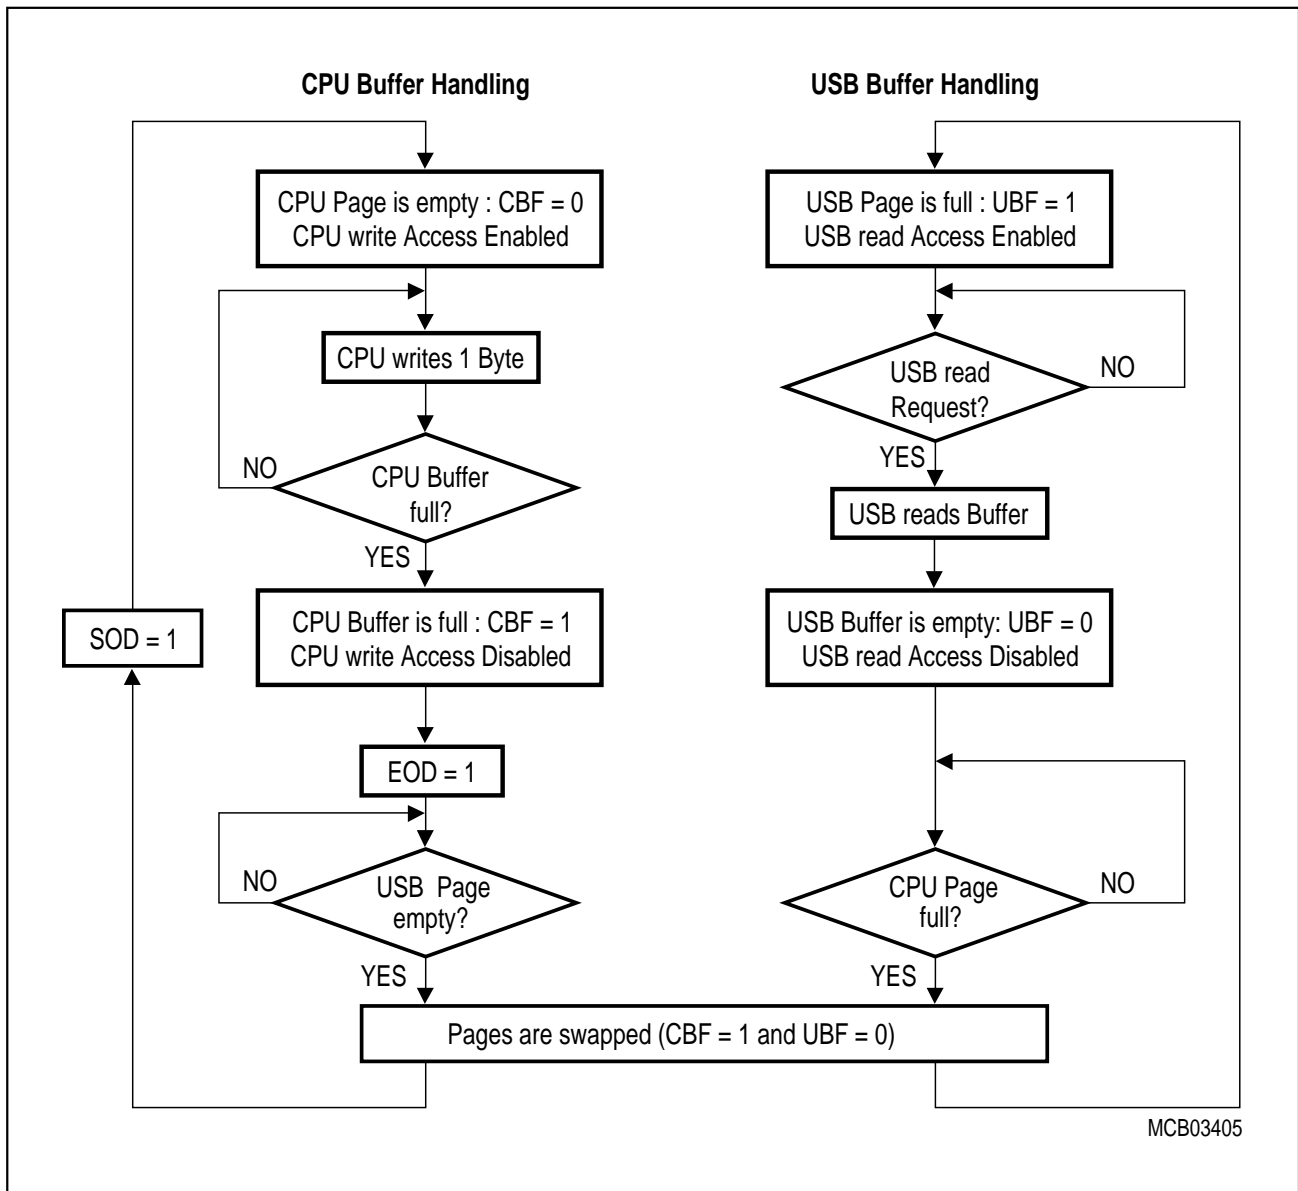 CPU Buffer Handling
CPU Page is empty : CBF = 0
CPU write Access Enabled
CPU writes 1 Byte
NO
CPU Buffer
full?
YES
CPU Buffer is full : CBF = 1
CPU write Access Disabled
SOD = 1
EOD = 1
NO
USB Page
empty?
YES
USB Buffer Handling
USB Page is full : UBF = 1
USB read Access Enabled
USB read
Request?
NO
YES
USB reads Buffer
USB Buffer is empty: UBF = 0
USB read Access Disabled
CPU Page
full?
NO
YES
Pages are swapped (CBF = 1 and UBF = 0)
MCB03405